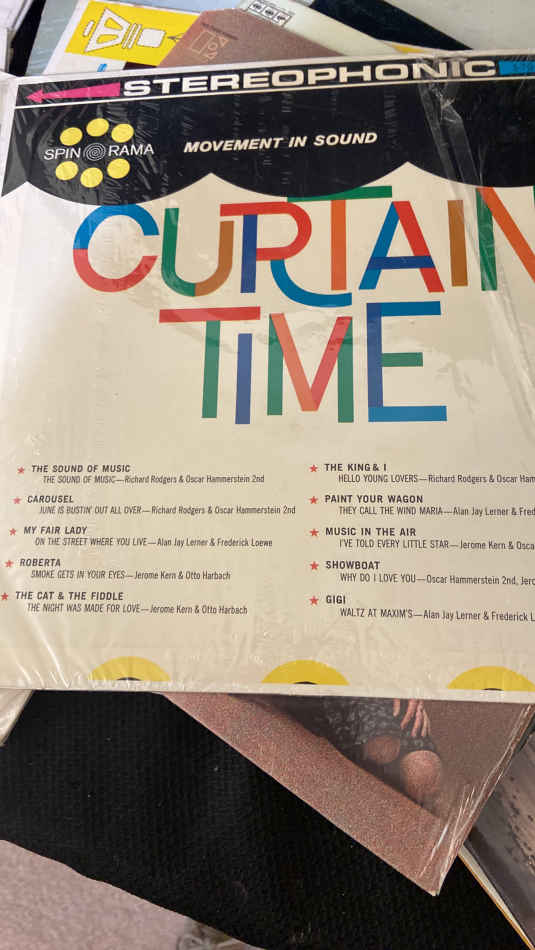 STEREOPHONIC
SPIN RAMA
MOVEMENT IN SOUND
CURTAIN
TIME
★ THE SOUND OF MUSIC
THE SOUND OF MUSIC—Richard Rodgers & Oscar Hammerstein 2nd
★ CAROUSEL
JUNE IS BUSTIN' OUT ALL OVER—Richard Rodgers & Oscar Hammerstein 2nd
★ MY FAIR LADY
ON THE STREET WHERE YOU LIVE—Alan Jay Lerner & Frederick Loewe
★ ROBERTA
SMOKE GETS IN YOUR EYES—Jerome Kern & Otto Harbach
★ THE CAT & THE FIDDLE
THE NIGHT WAS MADE FOR LOVE—Jerome Kern & Otto Harbach
★ THE KING & I
HELLO YOUNG LOVERS—Richard Rodgers & Oscar Ham
★ PAINT YOUR WAGON
THEY CALL THE WIND MARIA—Alan Jay Lerner & Fred
★ MUSIC IN THE AIR
I'VE TOLD EVERY LITTLE STAR—Jerome Kern & Osca
★ SHOWBOAT
WHY DO I LOVE YOU—Oscar Hammerstein 2nd, Jero
★ GIGI
WALTZ AT MAXIM'S—Alan Jay Lerner & Frederick L